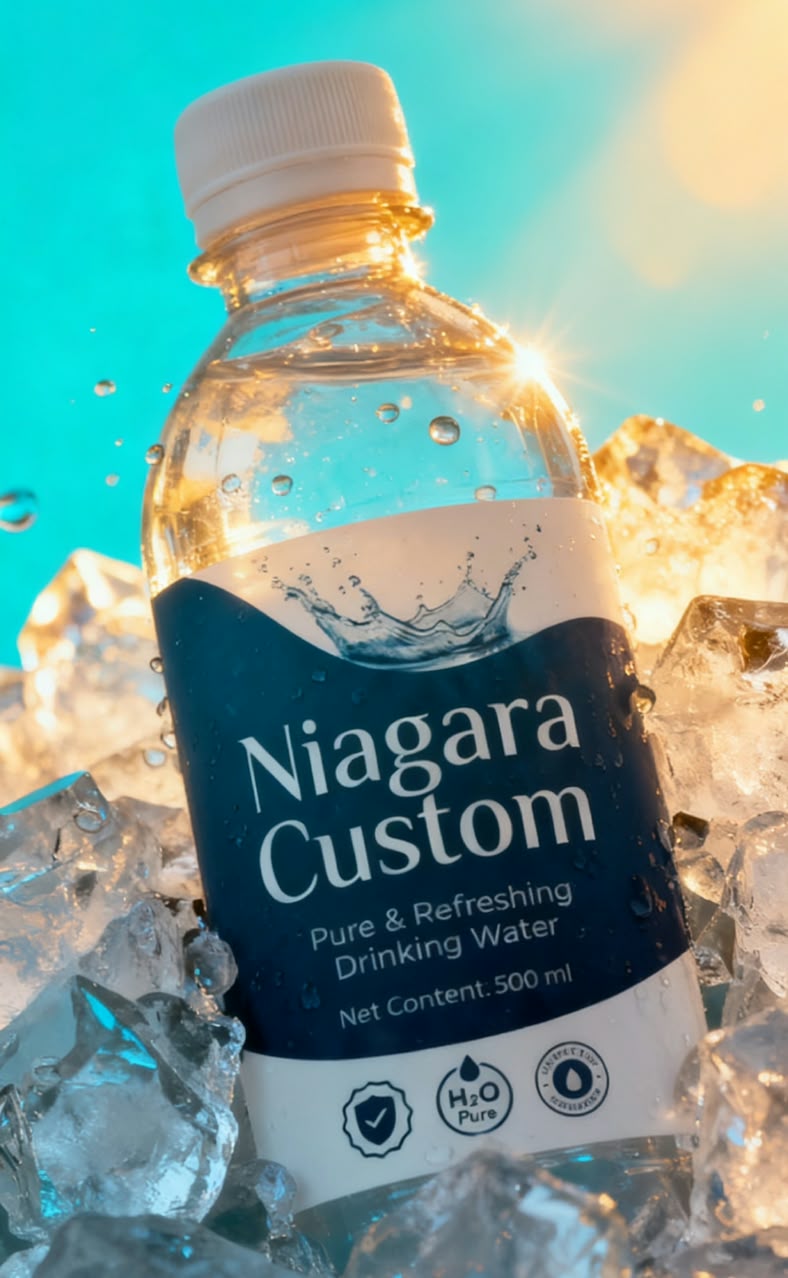 Niagara
Custom
Pure & Refreshing
Drinking Water
Net Content: 500 ml
H₂O
Pure